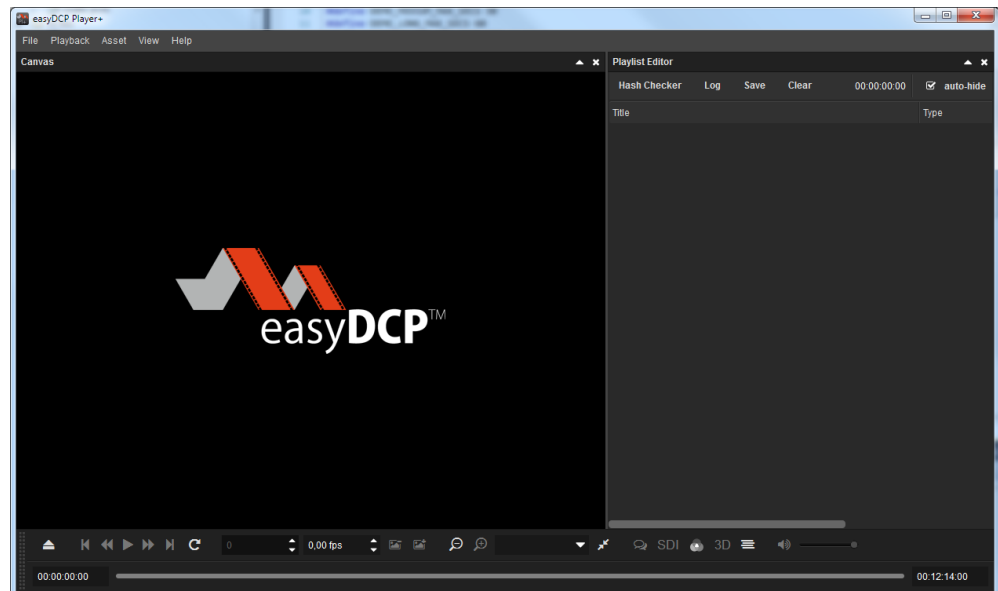 easyDCP Player+
File Playback Asset View Help
Canvas
Playlist Editor
Hash Checker Log Save Clear 00:00:00:00 auto-hide
Title Type
easyDCP™
0 0,00 fps SDI 3D
00:00:00:00 00:12:14:00